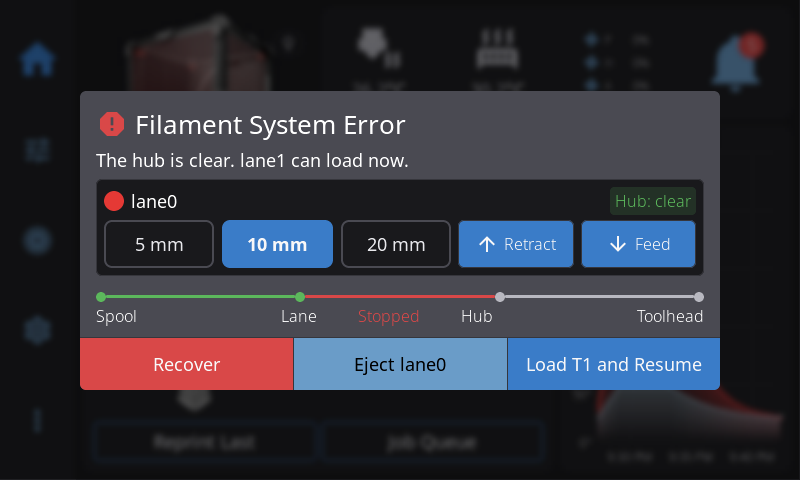 Filament System Error
The hub is clear. lane1 can load now.
lane0
Hub: clear
5 mm
10 mm
20 mm
Retract
Feed
Spool
Lane
Stopped
Hub
Toolhead
Recover
Eject lane0
Load T1 and Resume
Reprint Last
Job Queue